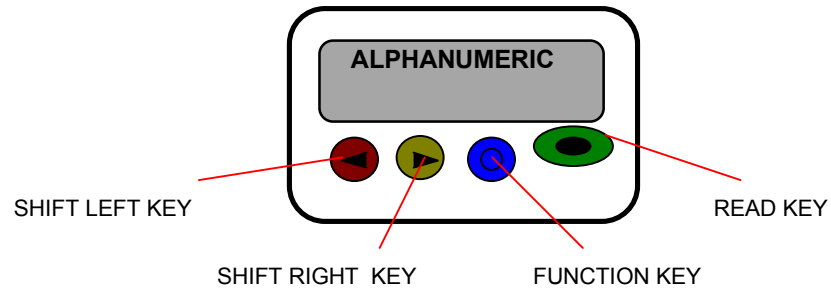 ALPHANUMERIC
SHIFT LEFT KEY
READ KEY
SHIFT RIGHT KEY
FUNCTION KEY